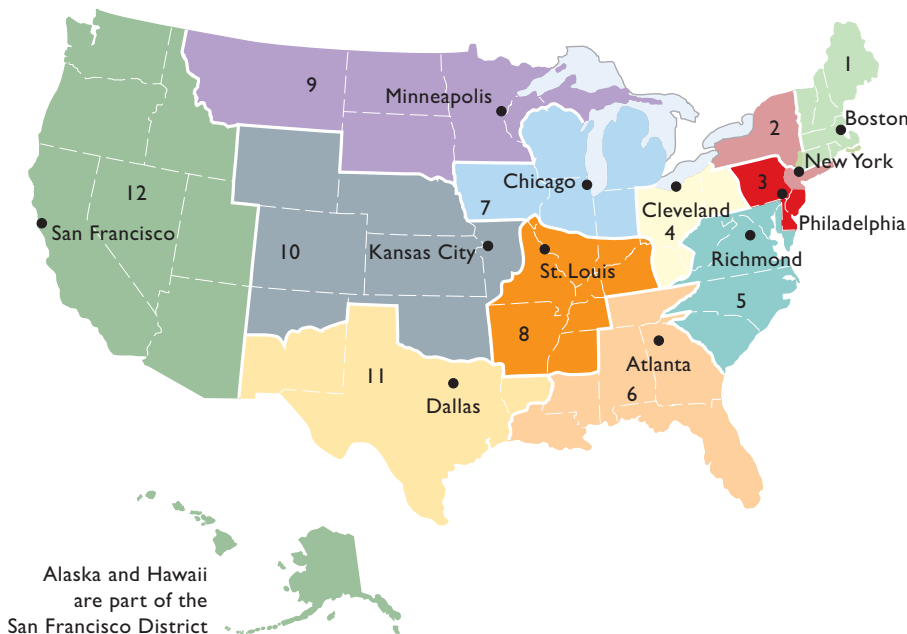 1
9
Minneapolis
2
Boston
New York
3
12
Chicago
7
Cleveland
4
Philadelphia
San Francisco
10
Kansas City
St. Louis
Richmond
5
8
Atlanta
11
6
Dallas
Alaska and Hawaii
are part of the
San Francisco District